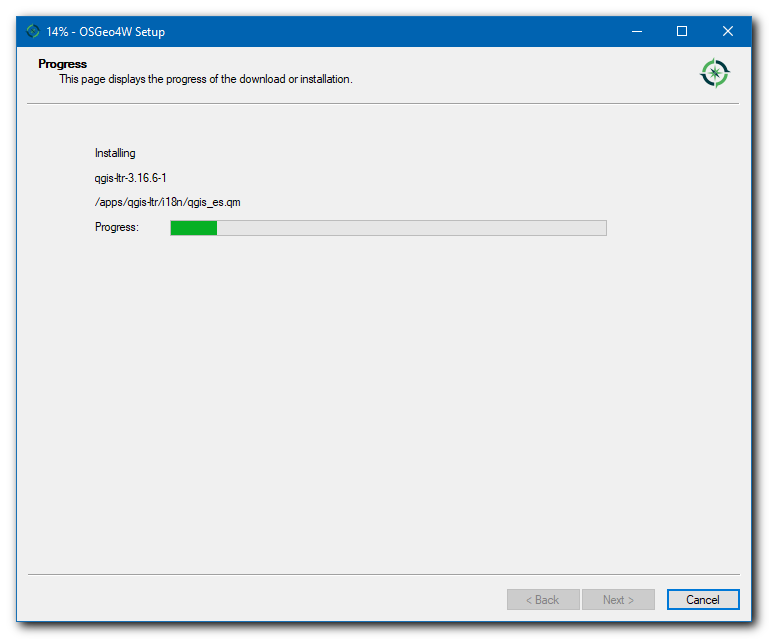 14% - OSGeo4W Setup
Progress
This page displays the progress of the download or installation.
Installing
qgis-ltr-3.16.6-1
/apps/qgis-ltr/i18n/qgis_es.qm
Progress:
< Back
Next >
Cancel